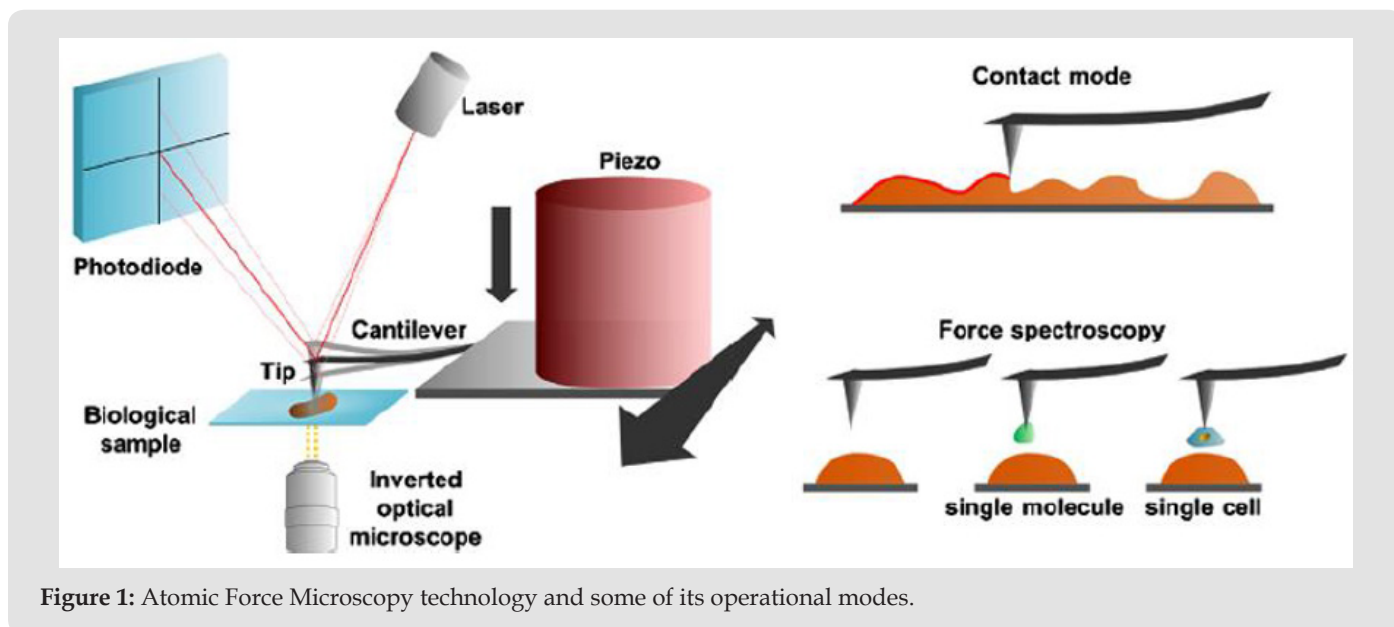 Laser
Photodiode
Piezo
Cantilever
Tip
Biological
sample
Inverted
optical
microscope
Contact mode
Force spectroscopy
single molecule
single cell
Figure 1: Atomic Force Microscopy technology and some of its operational modes.